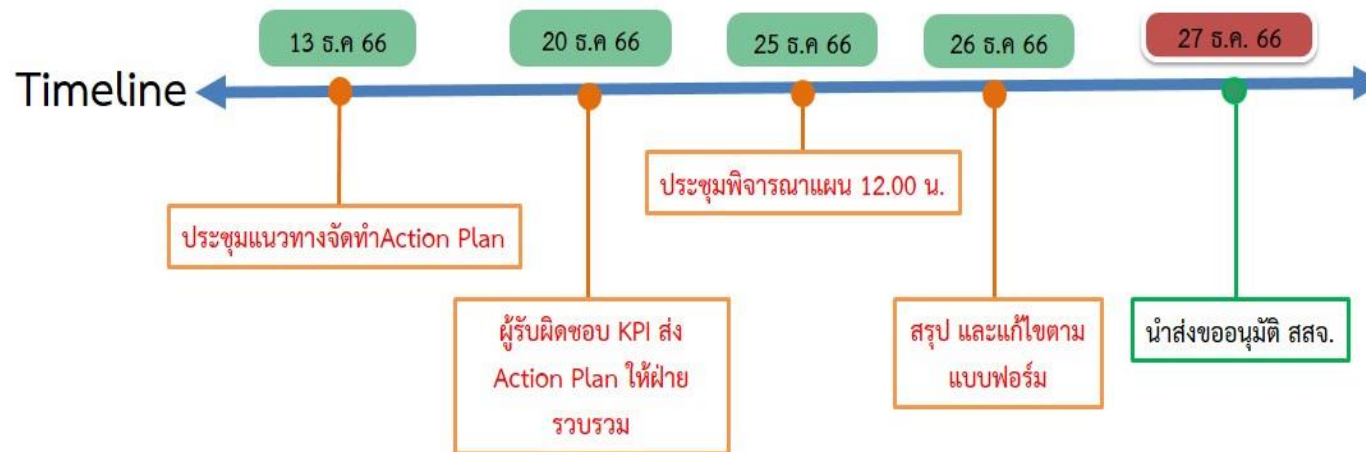 13 ธ.ค 66
20 ธ.ค 66
25 ธ.ค 66
26 ธ.ค 66
27 ธ.ค. 66
Timeline
ประชุมแนวทางจัดทำAction Plan
ผู้รับผิดชอบ KPI ส่ง
Action Plan ให้ฝ่าย
รวบรวม
ประชุมพิจารณาแผน 12.00 น.
สรุป และแก้ไขตาม
แบบฟอร์ม
นำส่งขออนุมัติ สสจ.